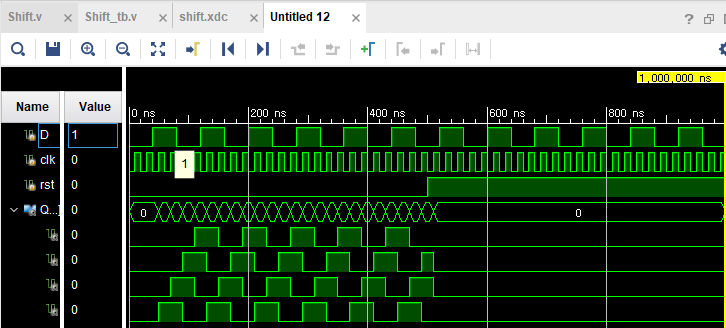 Shift.v × Shift_tb.v × shift.xdc × Untitled 12 ×
?
1,000,000 ns
Name Value 0 ns 200 ns 400 ns 600 ns 800 ns
D 1
clk 0
1
rst 0
Q...] 0 0 0
0
0
0
0